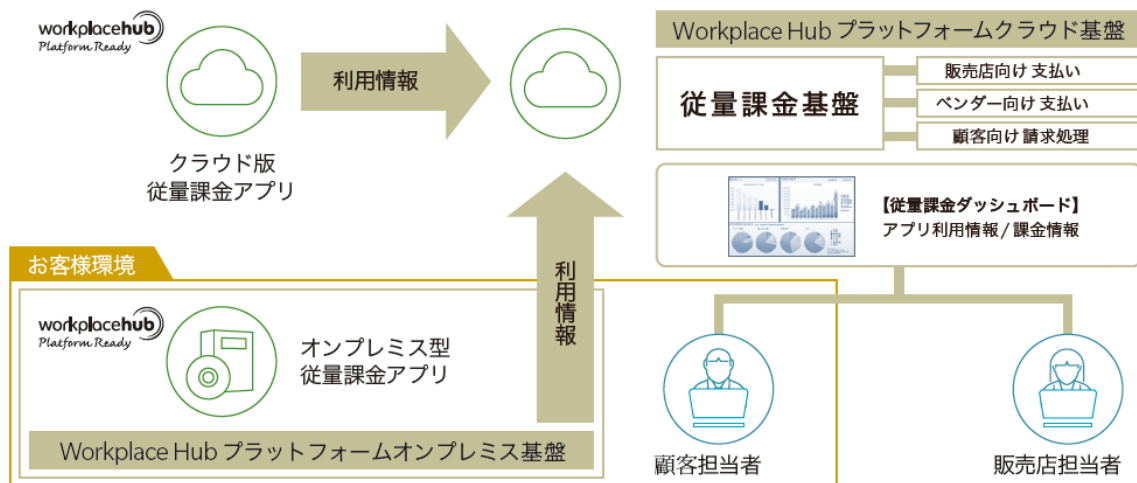 workplacehub
Platform Ready
利用情報
クラウド版
従量課金アプリ
Workplace Hub プラットフォームクラウド基盤
従量課金基盤
販売店向け 支払い
ベンダー向け 支払い
顧客向け 請求処理
【従量課金ダッシュボード】
アプリ利用情報 / 課金情報
お客様環境
workplacehub
Platform Ready
オンプレミス型
従量課金アプリ
利用情報
Workplace Hub プラットフォームオンプレミス基盤
顧客担当者
販売店担当者